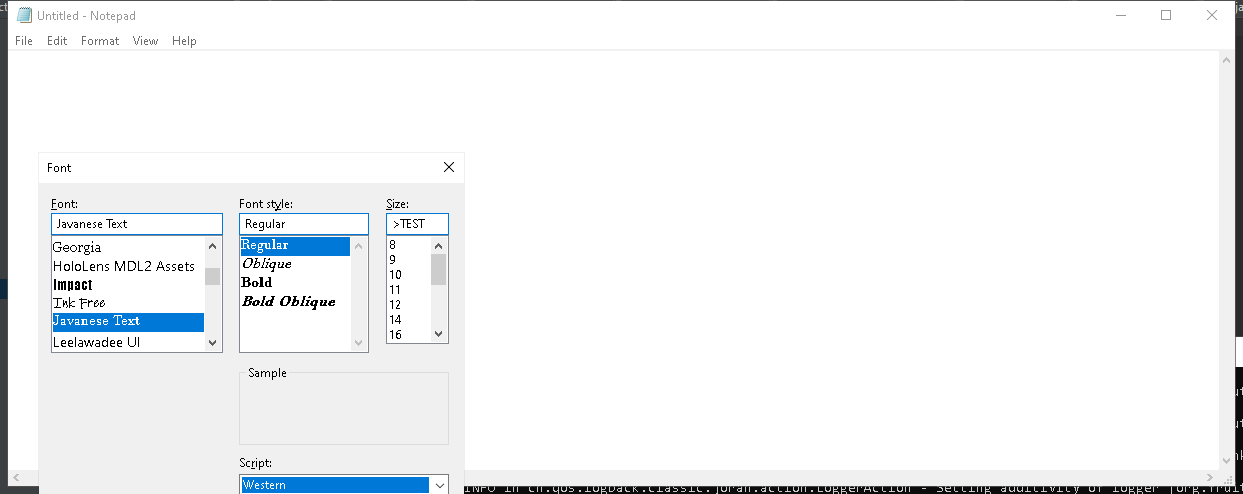 Untitled - Notepad
File Edit Format View Help
Font
Font:
Font style:
Size:
Javanese Text
Regular
>TEST
Georgia
HoloLens MDL2 Assets
Impact
Ink Free
Javanese Text
Leelawadee UI
Regular
Oblique
Bold
Bold Oblique
8
9
10
11
12
14
16
Sample
Script:
Western
INFO in ch.qos.logback.classic.joran.action.LoggerAction - Setting additivity of logger